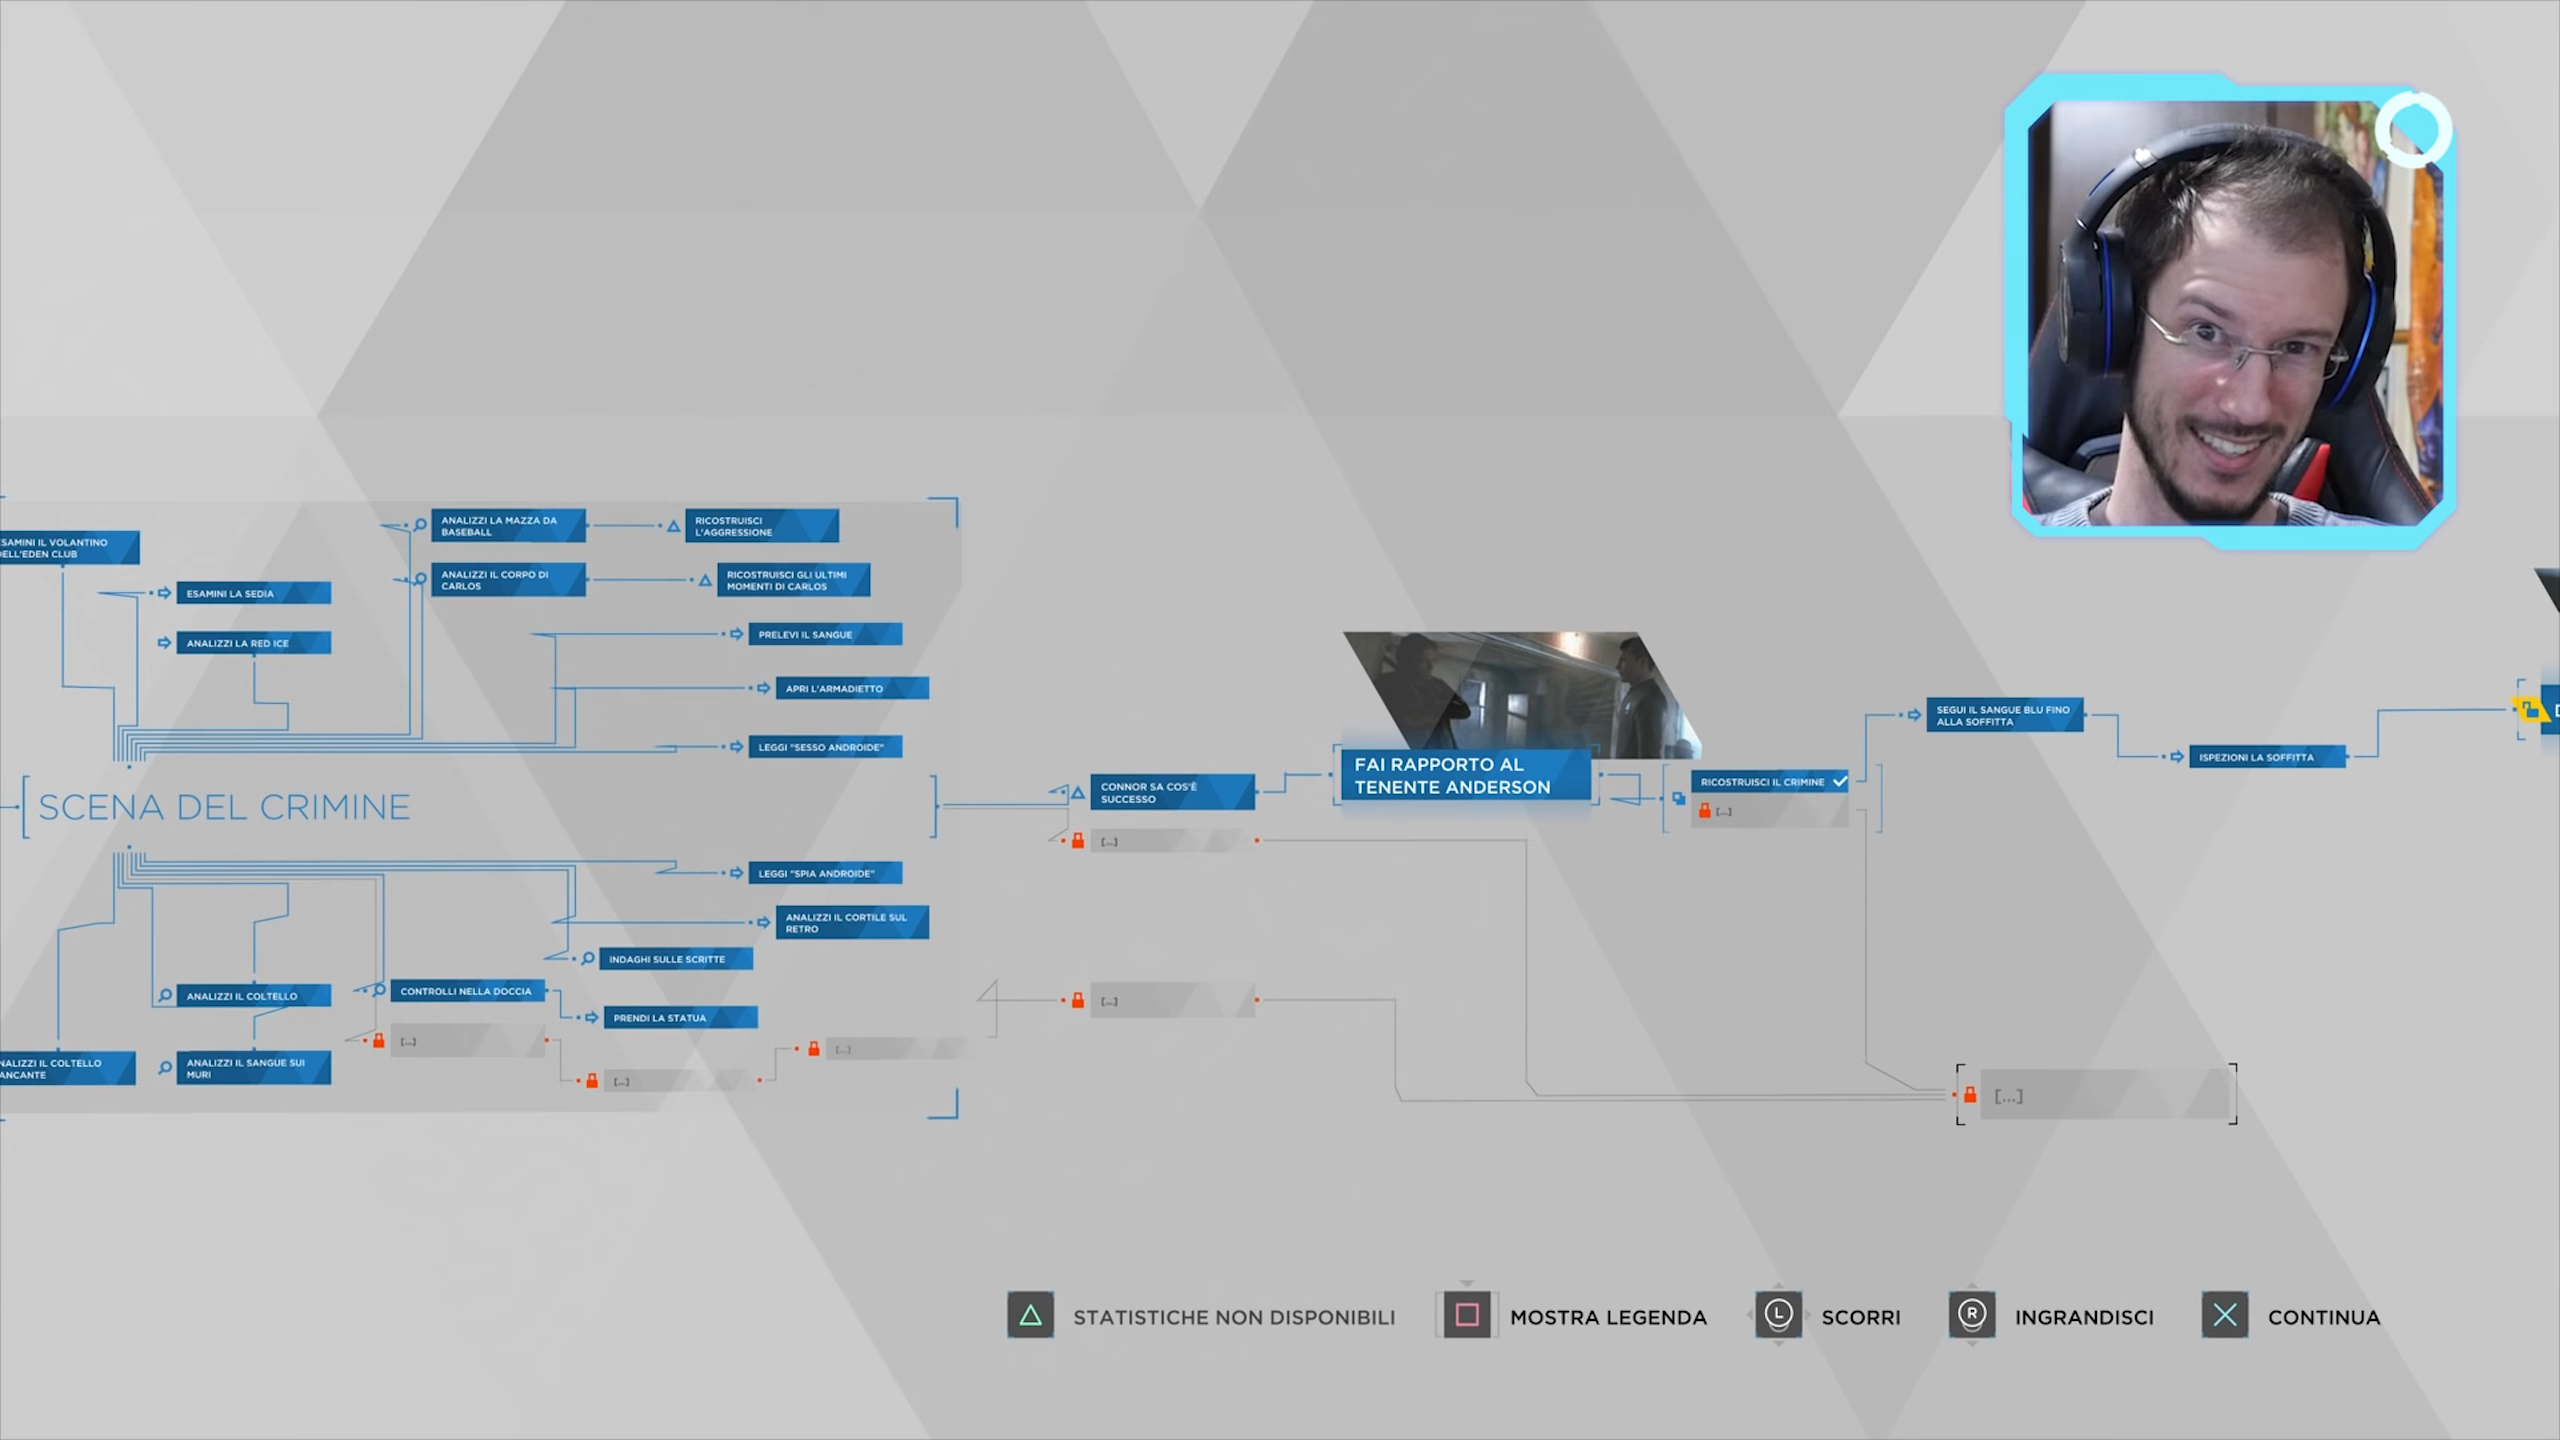 SAMINI IL VOLANTINO
ELL'EDEN CLUB
ESAMINI LA SEDIA
ANALIZZI LA RED ICE
ANALIZZI LA MAZZA DA
BASEBALL
RICOSTRUISCI
L'AGGRESSIONE
ANALIZZI IL CORPO DI
CARLOS
RICOSTRUISCI GLI ULTIMI
MOMENTI DI CARLOS
PRELEVI IL SANGUE
APRI L'ARMADIETTO
LEGGI "SESSO ANDROIDE"
SCENA DEL CRIMINE
LEGGI "SPIA ANDROIDE"
ANALIZZI IL CORTILE SUL
RETRO
INDAGHI SULLE SCRITTE
ANALIZZI IL COLTELLO
CONTROLLI NELLA DOCCIA
PRENDI LA STATUA
[...]
[...]
[...]
NALIZZI IL COLTELLO
ANCANTE
ANALIZZI IL SANGUE SUI
MURI
CONNOR SA COS'È
SUCCESSO
[...]
[...]
FAI RAPPORTO AL
TENENTE ANDERSON
RICOSTRUISCI IL CRIMINE
[...]
SEGUI IL SANGUE BLU FINO
ALLA SOFFITTA
ISPEZIONI LA SOFFITTA
[...]
STATISTICHE NON DISPONIBILI
MOSTRA LEGENDA
L
SCORRI
R
INGRANDISCI
CONTINUA